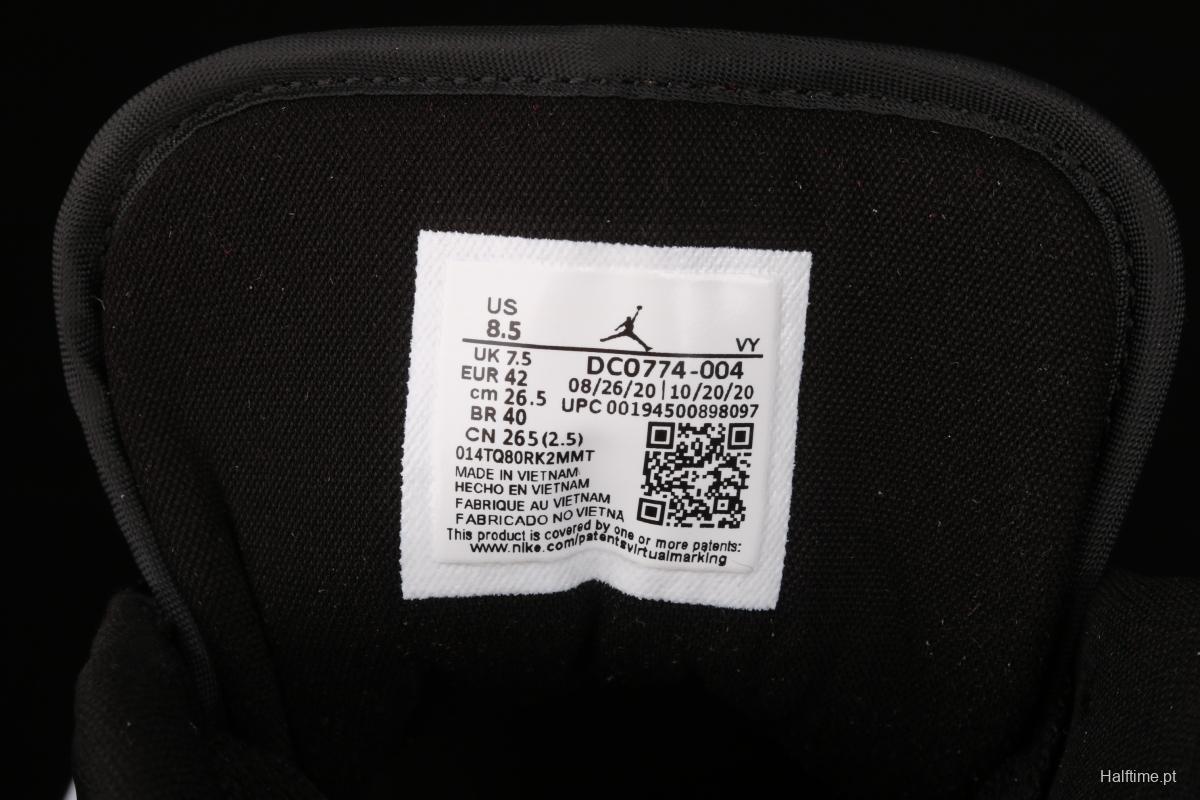 US
8.5
VY
UK 7.5
EUR 42
cm 26.5
BR 40
CN 265 (2.5)
014TQ80RK2MMT
DC0774-004
08/26/20 | 10/20/20
UPC 00194500898097
MADE IN VIETNAM
HECHO EN VIETNAM
FABRIQUE AU VIETNAM
FABRICADO NO VIETNA
This product is covered by one or more patents:
www.nike.com/patentsvirtualmarking
Halftime.pt